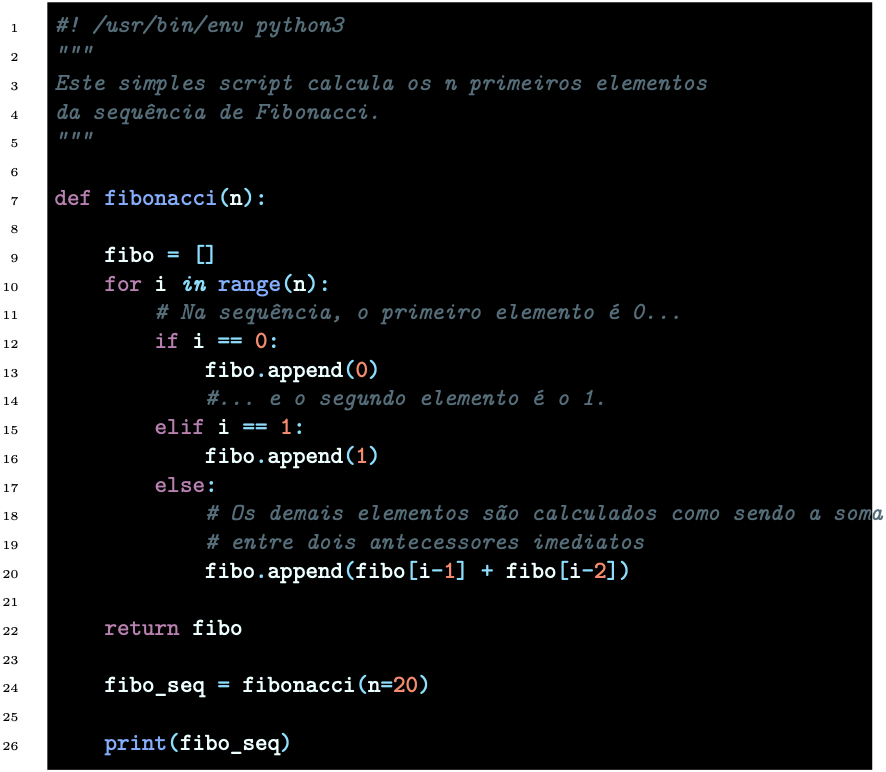 1 #! /usr/bin/env python3
2 """
3 Este simples script calcula os n primeiros elementos
4 da sequência de Fibonacci.
5 """
6
7 def fibonacci(n):
8
9     fibo = []
10     for i in range(n):
11         # Na sequência, o primeiro elemento é 0...
12         if i == 0:
13             fibo.append(0)
14             #... e o segundo elemento é o 1.
15         elif i == 1:
16             fibo.append(1)
17         else:
18             # Os demais elementos são calculados como sendo a soma
19             # entre dois antecessores imediatos
20             fibo.append(fibo[i-1] + fibo[i-2])
21
22     return fibo
23
24     fibo_seq = fibonacci(n=20)
25
26     print(fibo_seq)